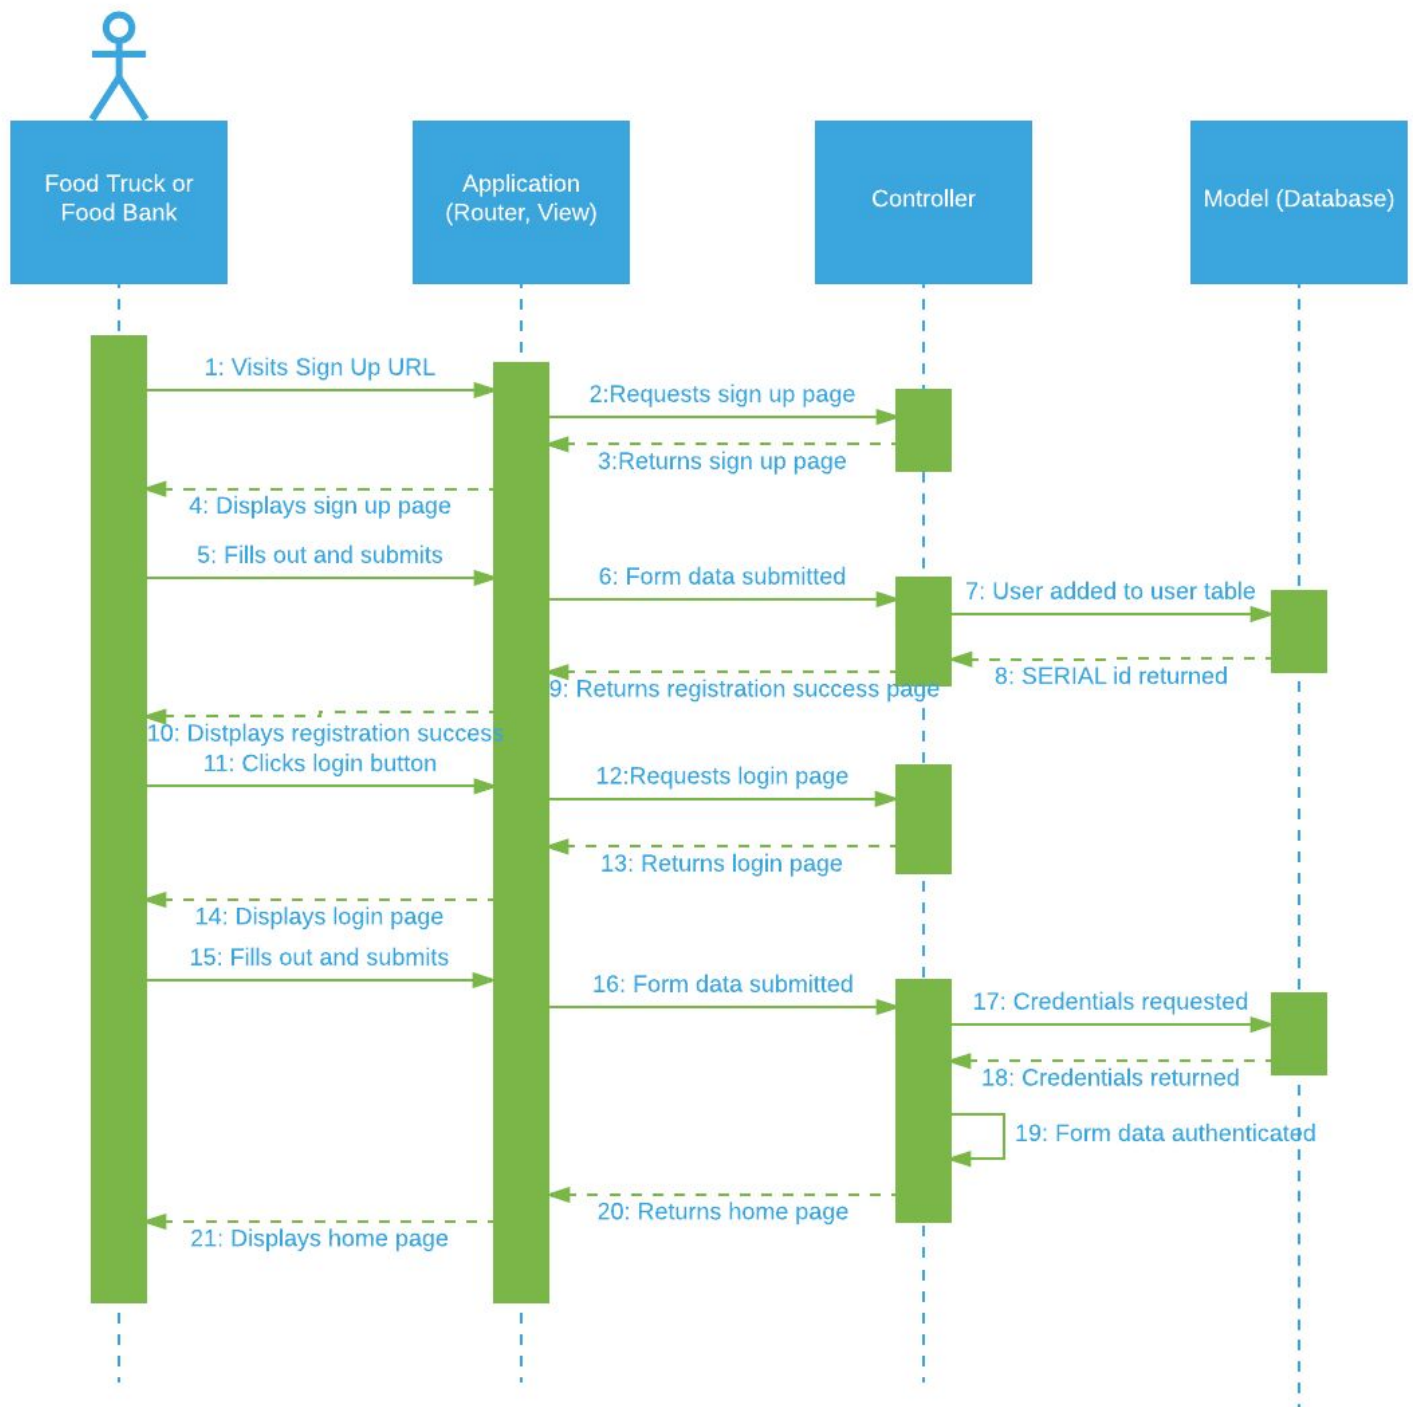 Food Truck or
Food Bank
Application
(Router, View)
Controller
Model (Database)
1: Visits Sign Up URL
2:Requests sign up page
3:Returns sign up page
4: Displays sign up page
5: Fills out and submits
6: Form data submitted
7: User added to user table
8: SERIAL id returned
9: Returns registration success page
10: Distplays registration success
11: Clicks login button
12:Requests login page
13: Returns login page
14: Displays login page
15: Fills out and submits
16: Form data submitted
17: Credentials requested
18: Credentials returned
19: Form data authenticated
20: Returns home page
21: Displays home page